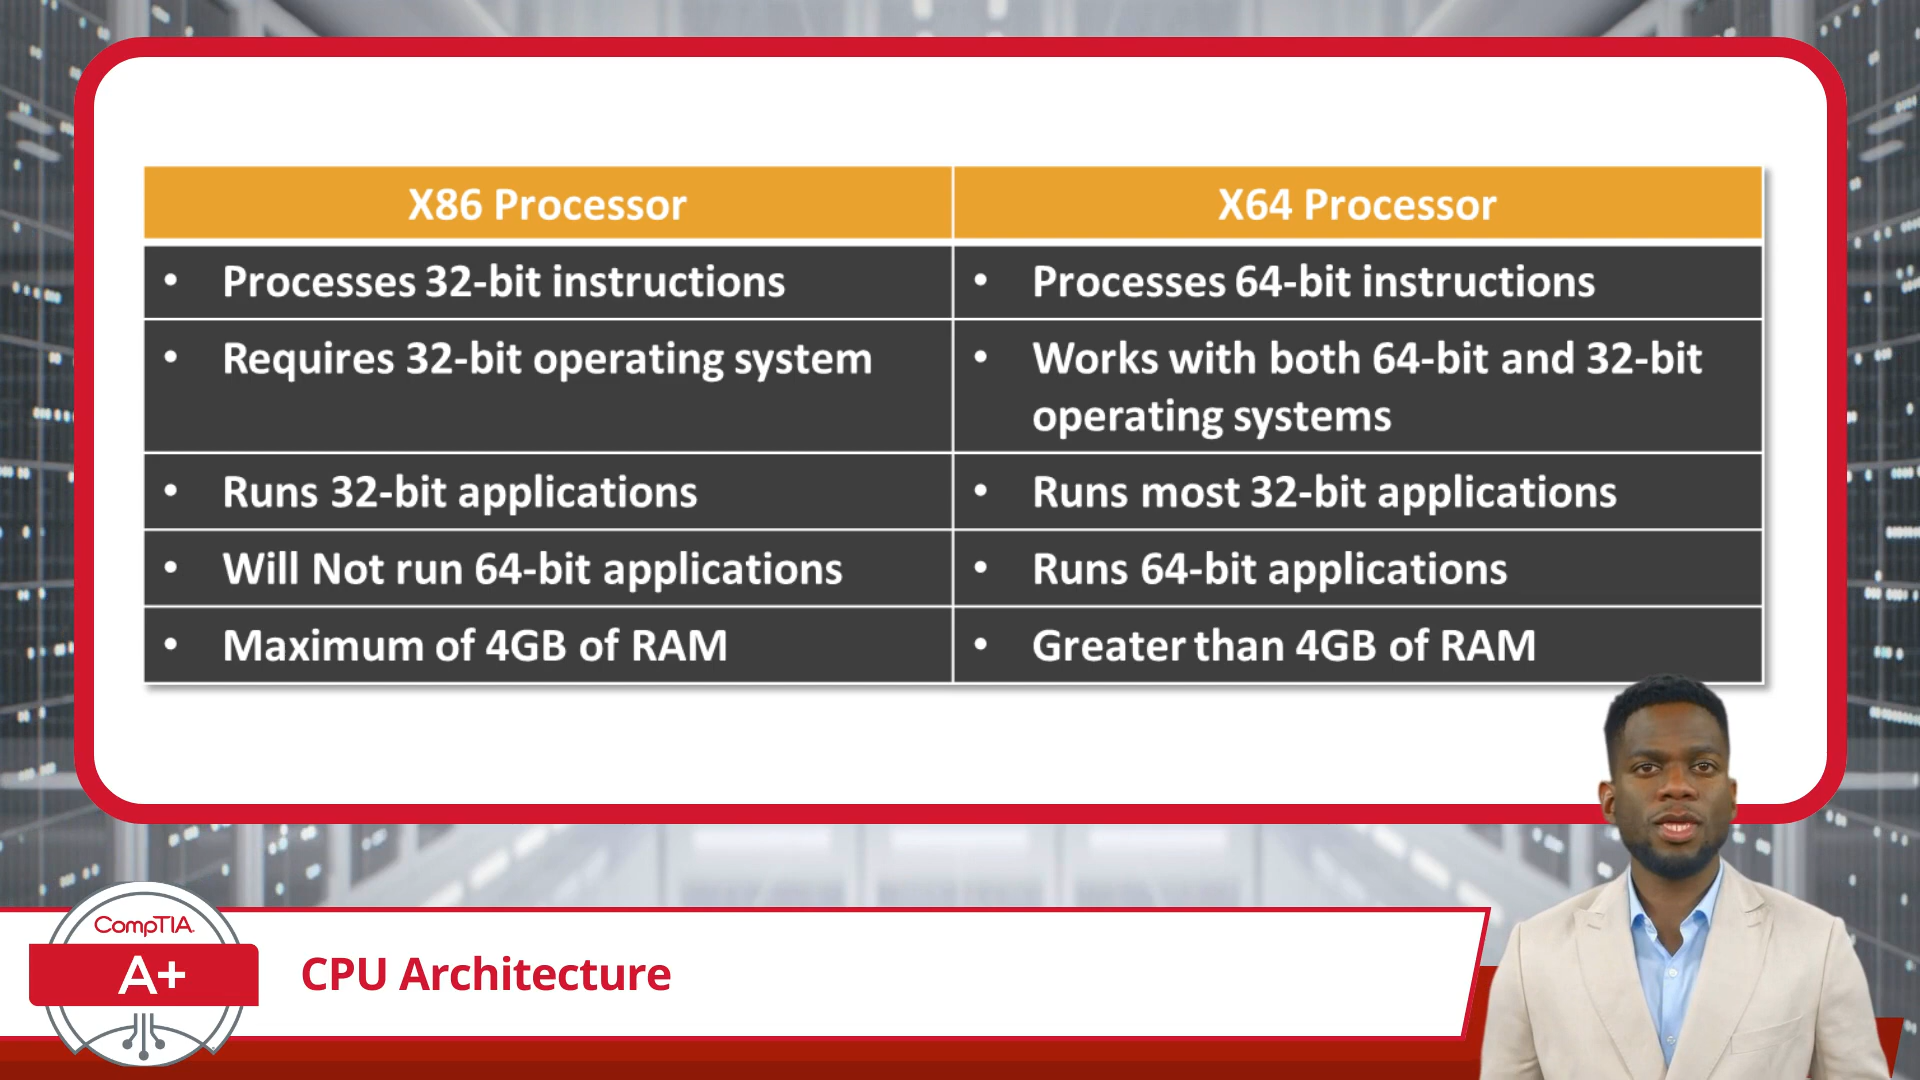 X86 Processor
X64 Processor
• Processes 32-bit instructions
• Processes 64-bit instructions
• Requires 32-bit operating system
• Works with both 64-bit and 32-bit
operating systems
• Runs 32-bit applications
• Runs most 32-bit applications
• Will Not run 64-bit applications
• Runs 64-bit applications
• Maximum of 4GB of RAM
• Greater than 4GB of RAM
CompTIA.
A+
CPU Architecture